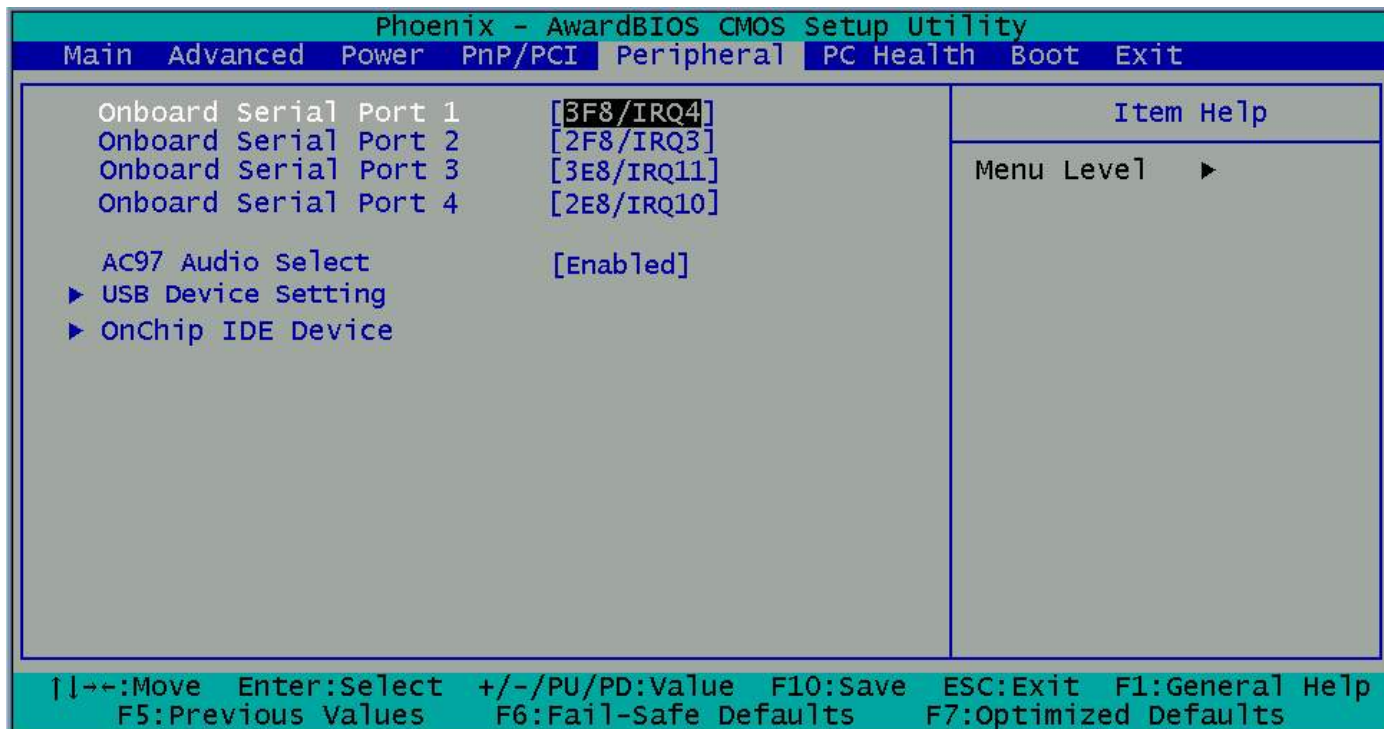 Phoenix - AwardBIOS CMOS Setup Utility
Main Advanced Power PnP/PCI Peripheral PC Health Boot Exit
Onboard Serial Port 1 [3F8/IRQ4]
Onboard Serial Port 2 [2F8/IRQ3]
Onboard Serial Port 3 [3E8/IRQ11]
Onboard Serial Port 4 [2E8/IRQ10]
AC97 Audio Select [Enabled]
▶ USB Device Setting
▶ OnChip IDE Device
Item Help
Menu Level ▶
↑↓→←:Move Enter:Select +/-/PU/PD:Value F10:Save ESC:Exit F1:General Help
F5:Previous Values F6:Fail-Safe Defaults F7:Optimized Defaults